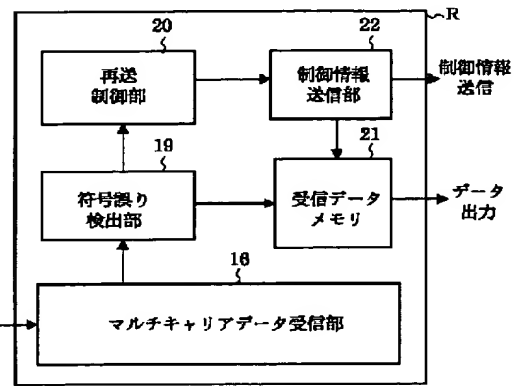 R
20
再送
制御部
22
制御情報
送信部
制御情報
送信
19
符号誤り
検出部
21
受信データ
メモリ
データ
出力
16
マルチキャリアデータ受信部